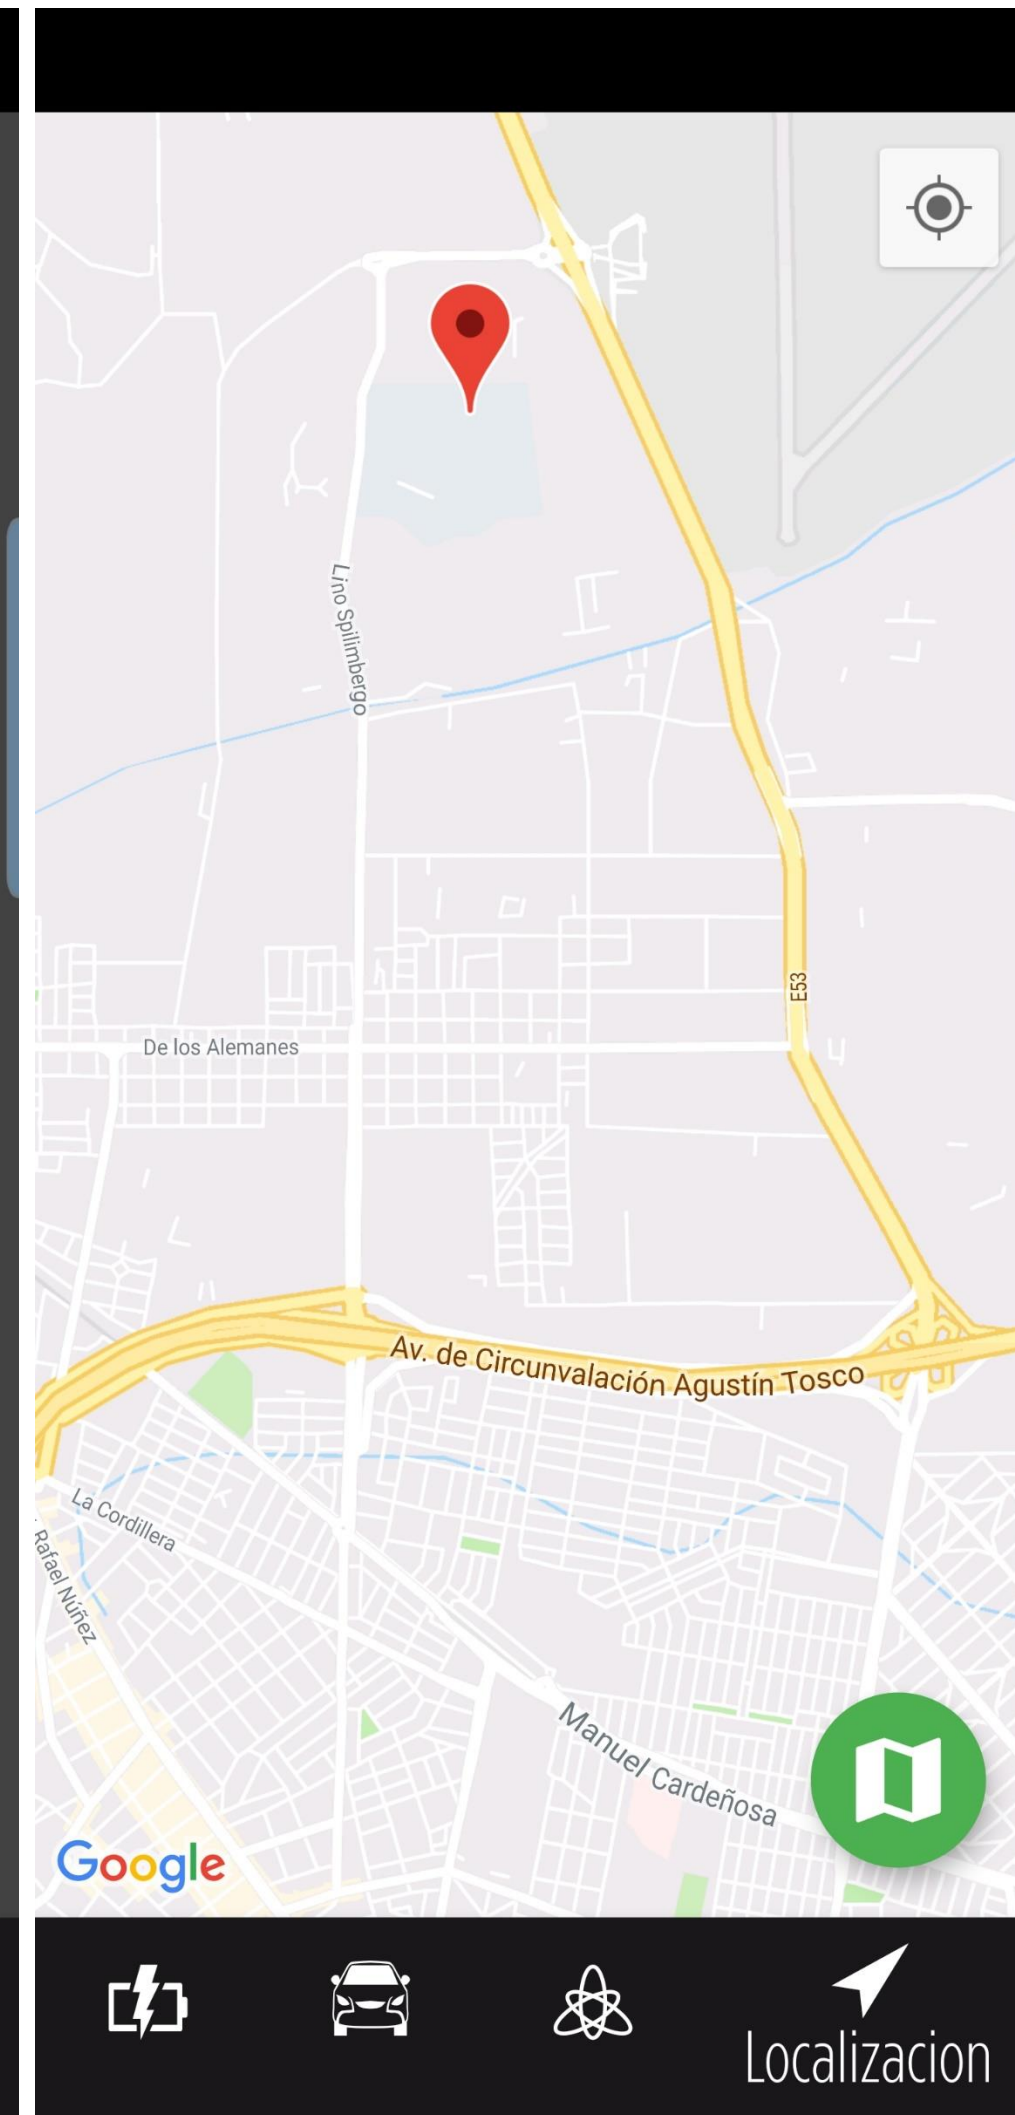 Lino Spilimbergo
E53
De los Alemanes
Av. de Circunvalación Agustín Tosco
La Cordillera
Rafael Núñez
Manuel Cardeñosa
Google
Localizacion